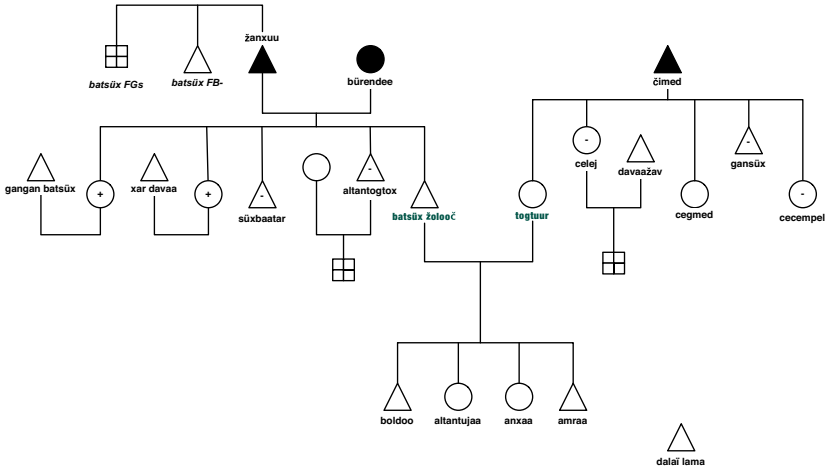 žanxuu
batsüx FGs
batsüx FB-
bürendee
čimed
gangan batsüx
+
xar davaa
+
-
süxbaatar
-
altantogtox
batsüx žolooč
togtuur
-
celej
davaažav
cegmed
-
gansüx
-
cecempel
boldoo
altantujaa
anxaa
amraa
dalaï lama